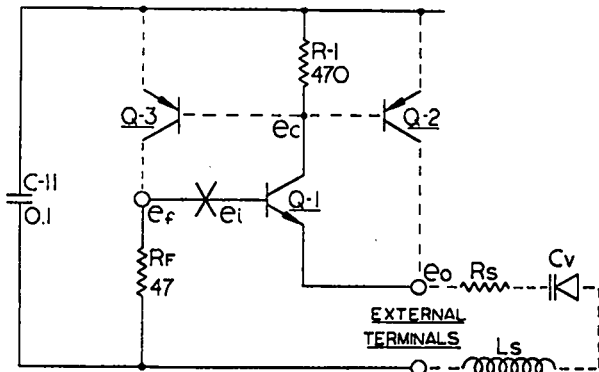 R-1
470
Q-3
ec
Q-2
C-11
0.1
ef
ei
Q-1
RF
47
eo
Rs
Cv
EXTERNAL
TERMINALS
Ls